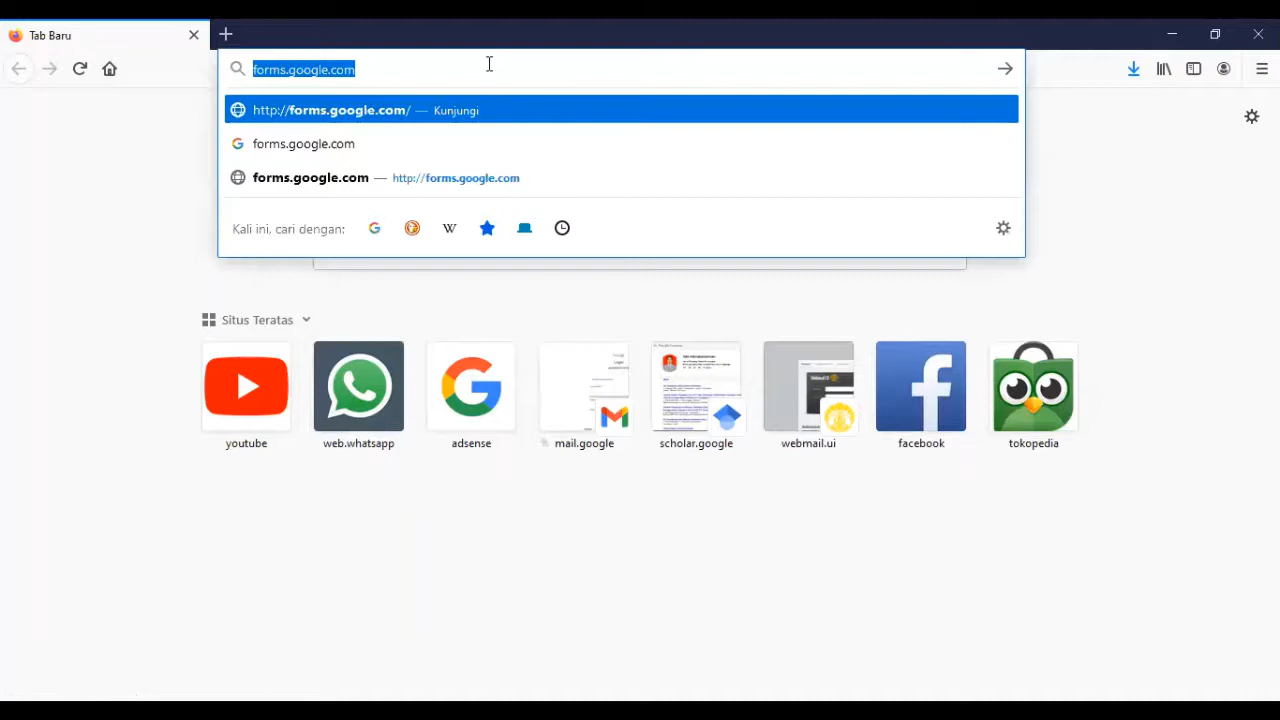 Tab Baru
forms.google.com
http://forms.google.com/ — Kunjungi
forms.google.com
forms.google.com — http://forms.google.com
Kali ini, cari dengan:
Situs Teratas
youtube
web.whatsapp
adsense
mail.google
scholar.google
webmail.ui
facebook
tokopedia